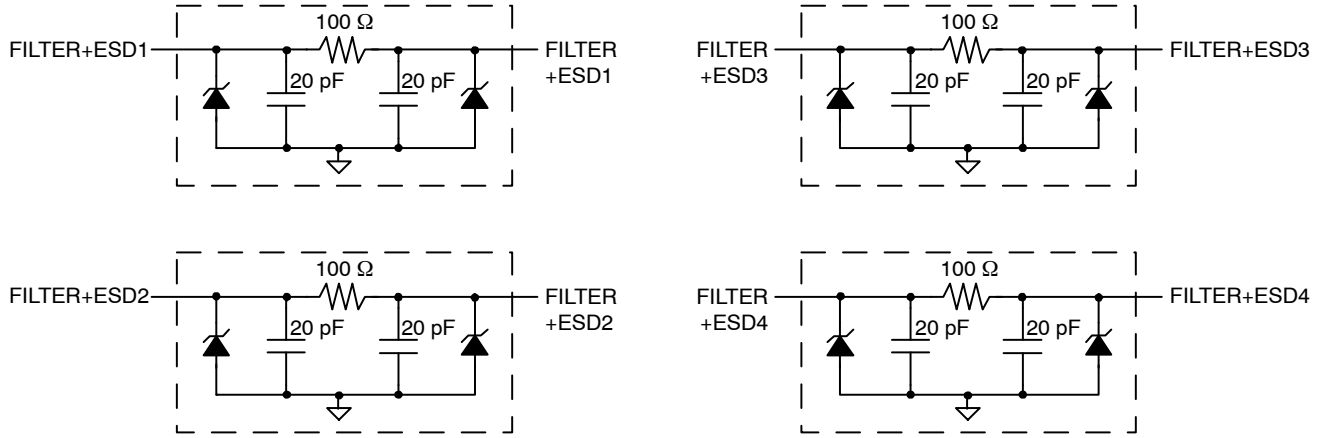 100 Ω
FILTER+ESD1
20 pF
20 pF
FILTER
+ESD1
100 Ω
FILTER
+ESD3
20 pF
20 pF
FILTER+ESD3
100 Ω
FILTER+ESD2
20 pF
20 pF
FILTER
+ESD2
100 Ω
FILTER
+ESD4
20 pF
20 pF
FILTER+ESD4